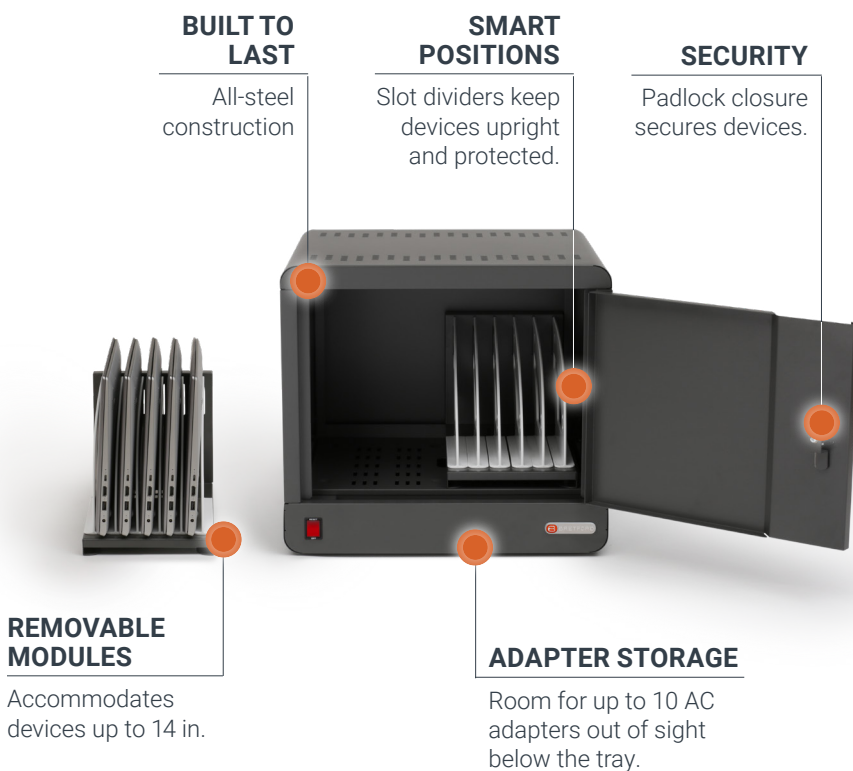 BUILT TO
LAST
All-steel
construction
SMART
POSITIONS
Slot dividers keep
devices upright
and protected.
SECURITY
Padlock closure
secures devices.
REMOVABLE
MODULES
Accommodates
devices up to 14 in.
ADAPTER STORAGE
Room for up to 10 AC
adapters out of sight
below the tray.